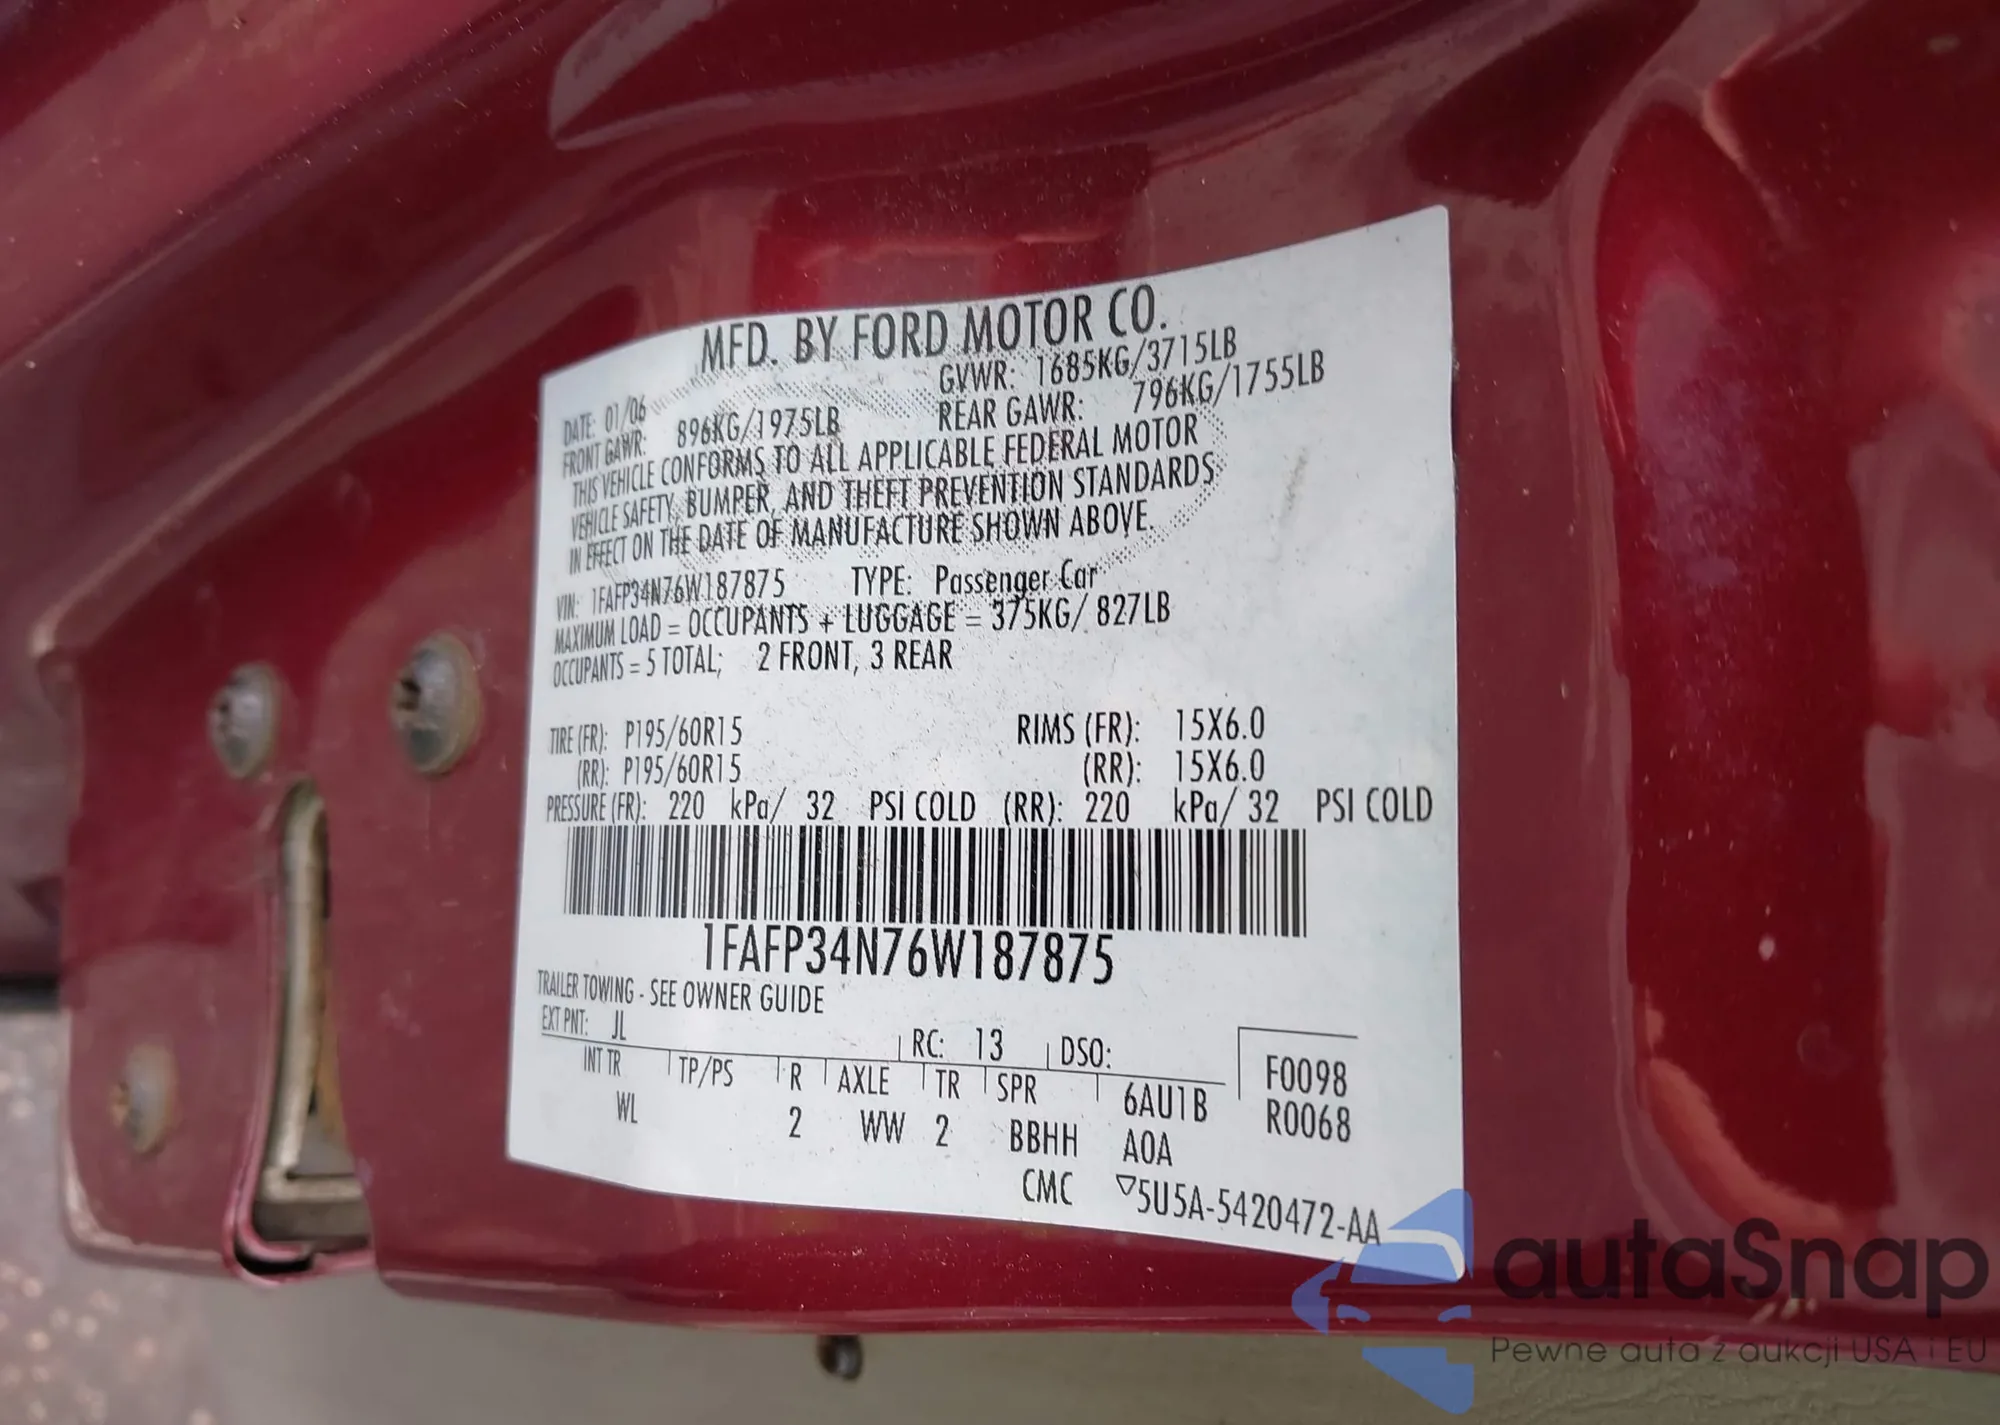 MFD. BY FORD MOTOR CO.
DATE: 01/06 GVWR: 1685KG/3715LB
FRONT GAWR: 896KG/1975LB REAR GAWR: 796KG/1755LB
THIS VEHICLE CONFORMS TO ALL APPLICABLE FEDERAL MOTOR
VEHICLE SAFETY, BUMPER, AND THEFT PREVENTION STANDARDS
IN EFFECT ON THE DATE OF MANUFACTURE SHOWN ABOVE.
VIN: 1FAFP34N76W187875 TYPE: Passenger Car
MAXIMUM LOAD = OCCUPANTS + LUGGAGE = 375KG/ 827LB
OCCUPANTS = 5 TOTAL; 2 FRONT, 3 REAR
TIRE (FR): P195/60R15 RIMS (FR): 15X6.0
(RR): P195/60R15 (RR): 15X6.0
PRESSURE (FR): 220 kPa/ 32 PSI COLD (RR): 220 kPa/ 32 PSI COLD
1FAFP34N76W187875
TRAILER TOWING - SEE OWNER GUIDE
EXT PNT: JL RC: 13 DSO: F0098
INT TR TP/PS R AXLE TR SPR 6AU1B R0068
WL 2 WW 2 BBHH A0A
CMC ▽5U5A-5420472-AA
autaSnap
Pewne auta z aukcji USA i EU